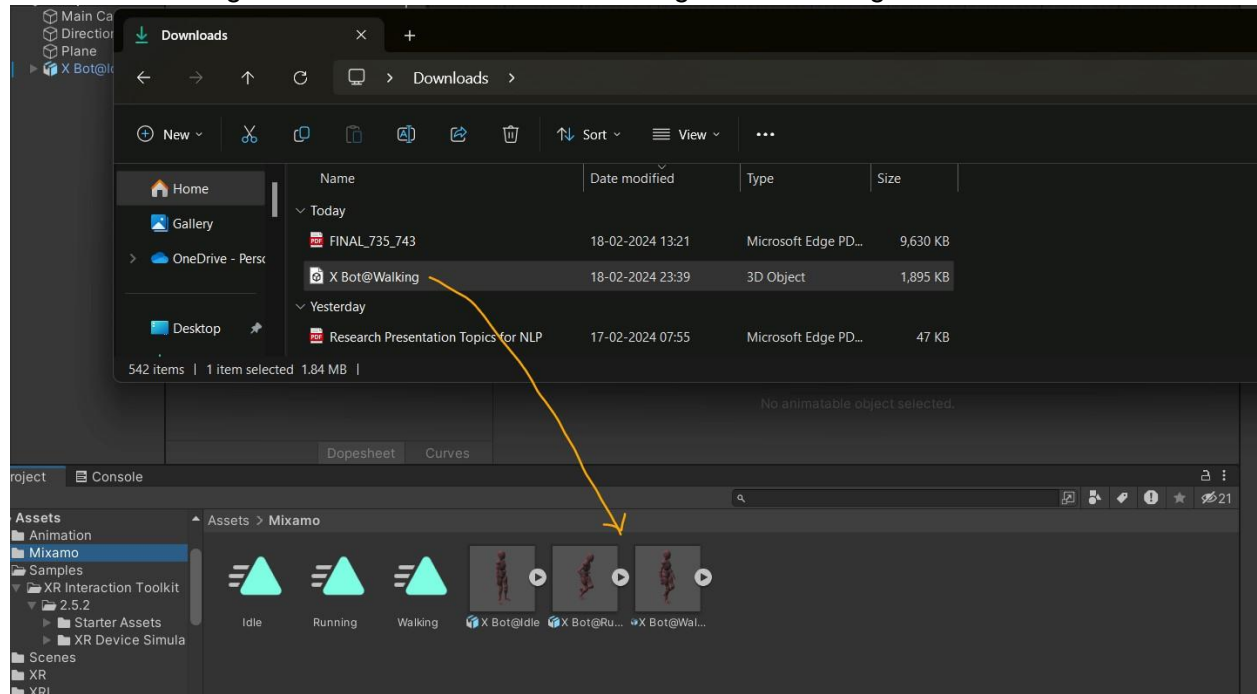 Main Ca
Direction
Plane
X Bot@Id
Downloads
Downloads
New
Sort
View
Home
Gallery
OneDrive - Perso
Desktop
Name Date modified Type Size
Today
FINAL_735_743 18-02-2024 13:21 Microsoft Edge PD... 9,630 KB
X Bot@Walking 18-02-2024 23:39 3D Object 1,895 KB
Yesterday
Research Presentation Topics for NLP 17-02-2024 07:55 Microsoft Edge PD... 47 KB
542 items | 1 item selected 1.84 MB |
No animatable object selected.
Dopesheet Curves
roject Console
21
Assets
Animation
Mixamo
Samples
XR Interaction Toolkit
2.5.2
Starter Assets
XR Device Simula
Scenes
XR
XRI
Assets > Mixamo
Idle Running Walking X Bot@Idle X Bot@Ru... X Bot@Wal...